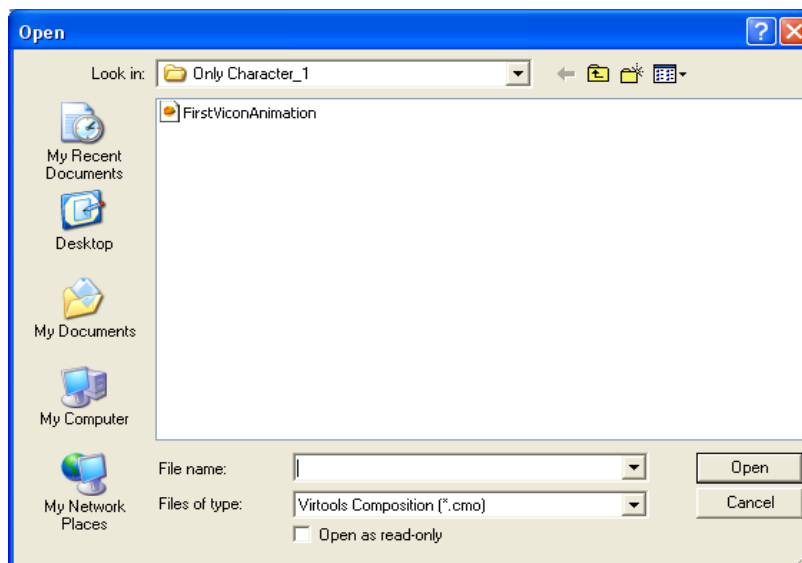 Open
Look in:
Only Character_1
FirstViconAnimation
My Recent
Documents
Desktop
My Documents
My Computer
My Network
Places
File name:
Open
Files of type:
Virtools Composition (*.cmo)
Cancel
Open as read-only